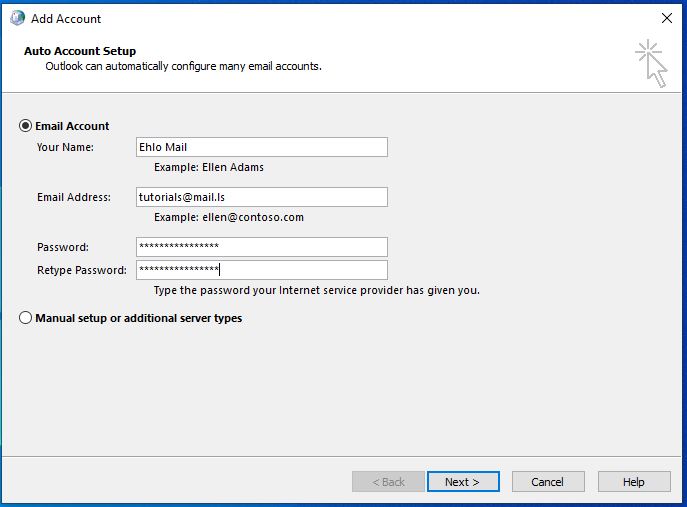 Add Account
Auto Account Setup
Outlook can automatically configure many email accounts.
Email Account
Your Name: Ehlo Mail
Example: Ellen Adams
Email Address: tutorials@mail.ls
Example: ellen@contoso.com
Password: ****************
Retype Password: ****************
Type the password your Internet service provider has given you.
Manual setup or additional server types
< Back Next > Cancel Help